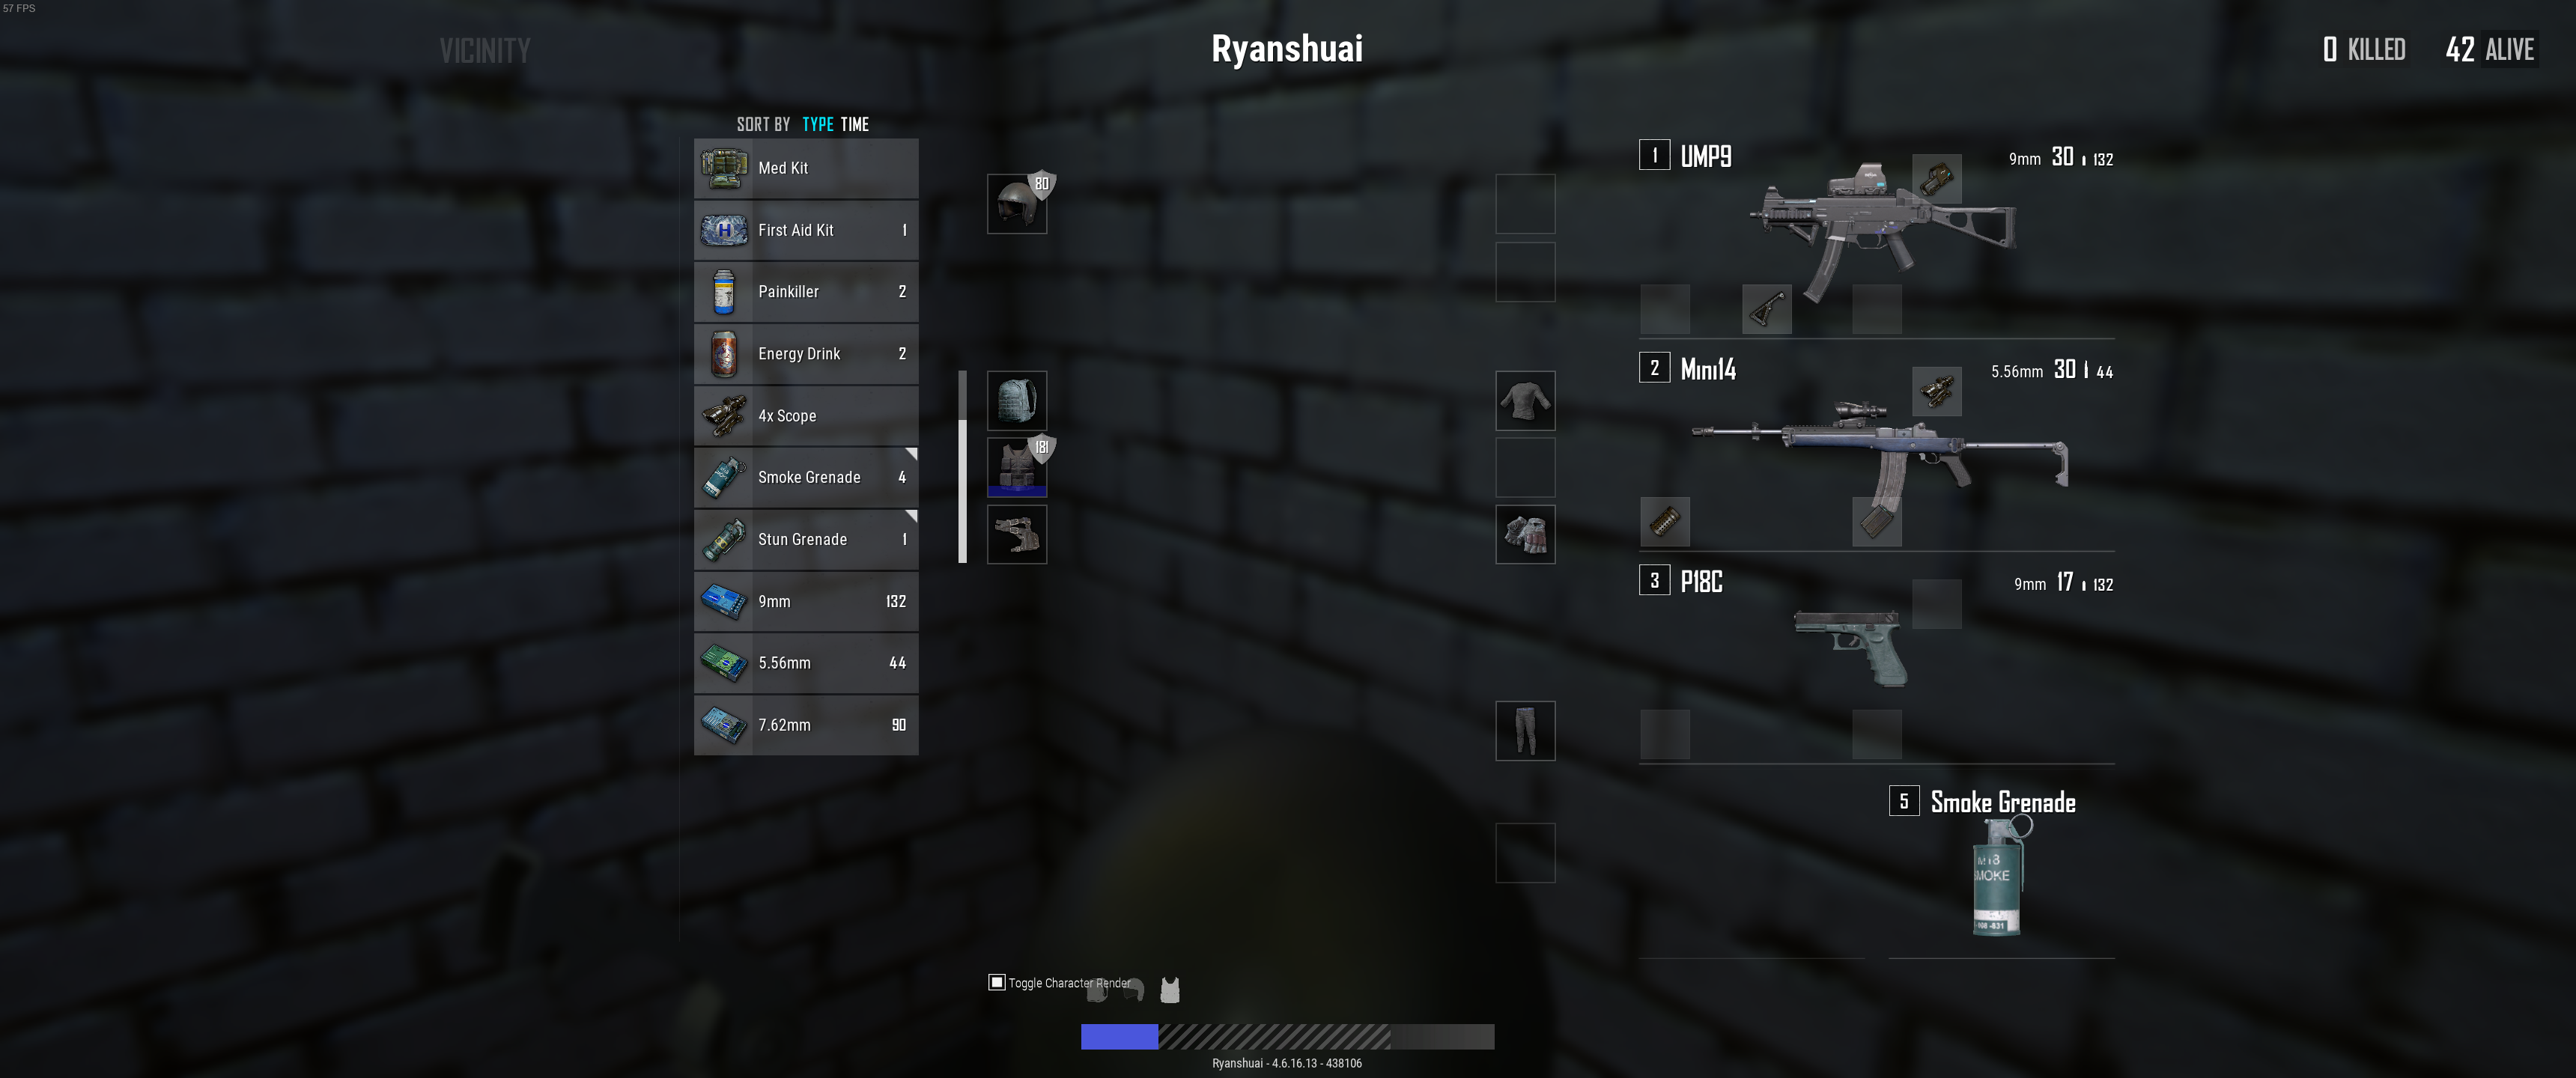 57 FPS
VICINITY
Ryanshuai
0 KILLED 42 ALIVE
SORT BY TYPE TIME
Med Kit
First Aid Kit 1
Painkiller 2
Energy Drink 2
4x Scope
Smoke Grenade 4
Stun Grenade 1
9mm 132
5.56mm 44
7.62mm 90
80
181
1 UMP9 9mm 30 132
2 Mini14 5.56mm 30 44
3 P18C 9mm 17 132
5 Smoke Grenade
M18
SMOKE
Toggle Character Render
Ryanshuai - 4.6.16.13 - 438106